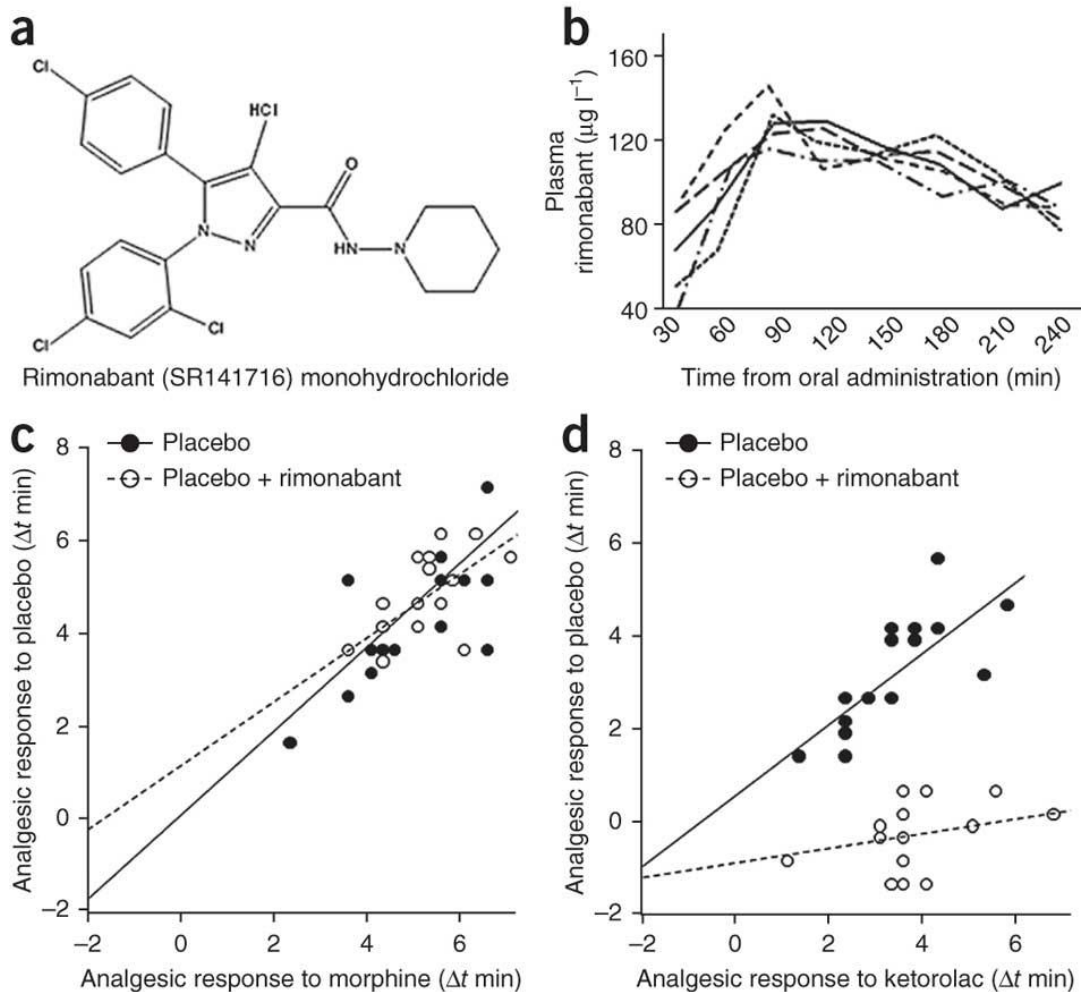 a
Cl
HCl
O
N
N
HN
N
Cl
Cl
Rimonabant (SR141716) monohydrochloride
b
Plasma
rimonabant (µg l⁻¹)
160
120
80
40
30
60
90
120
150
180
210
240
Time from oral administration (min)
c
Placebo
Placebo + rimonabant
Analgesic response to placebo (Δt min)
8
6
4
2
0
−2
−2 0 2 4 6
Analgesic response to morphine (Δt min)
d
Placebo
Placebo + rimonabant
Analgesic response to placebo (Δt min)
8
6
4
2
0
−2
−2 0 2 4 6
Analgesic response to ketorolac (Δt min)